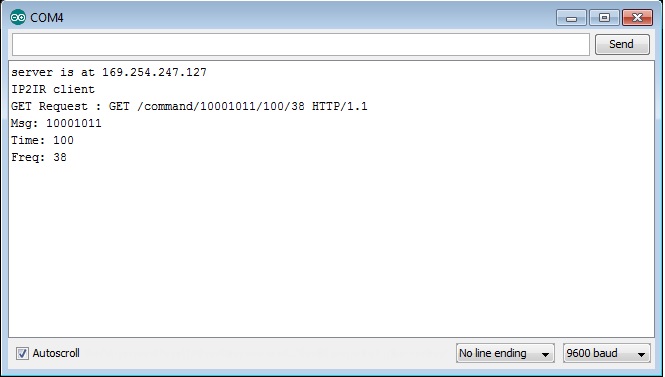 COM4
Send
server is at 169.254.247.127
IP2IR client
GET Request : GET /command/10001011/100/38 HTTP/1.1
Msg: 10001011
Time: 100
Freq: 38
Autoscroll
No line ending
9600 baud